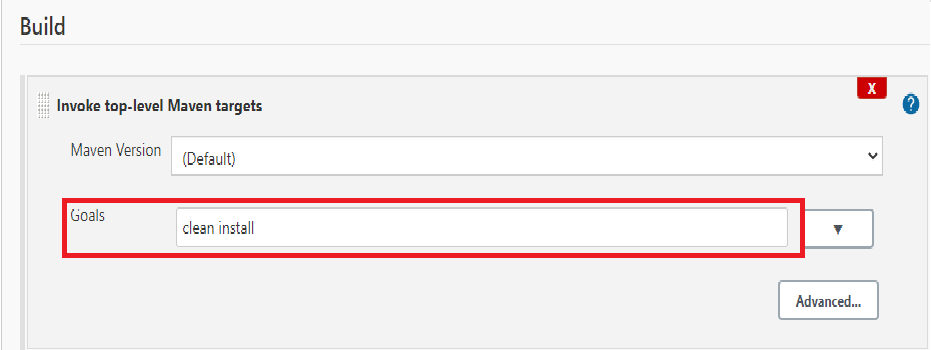 Build
Invoke top-level Maven targets
X
?
Maven Version
(Default)
Goals
clean install
▼
Advanced...